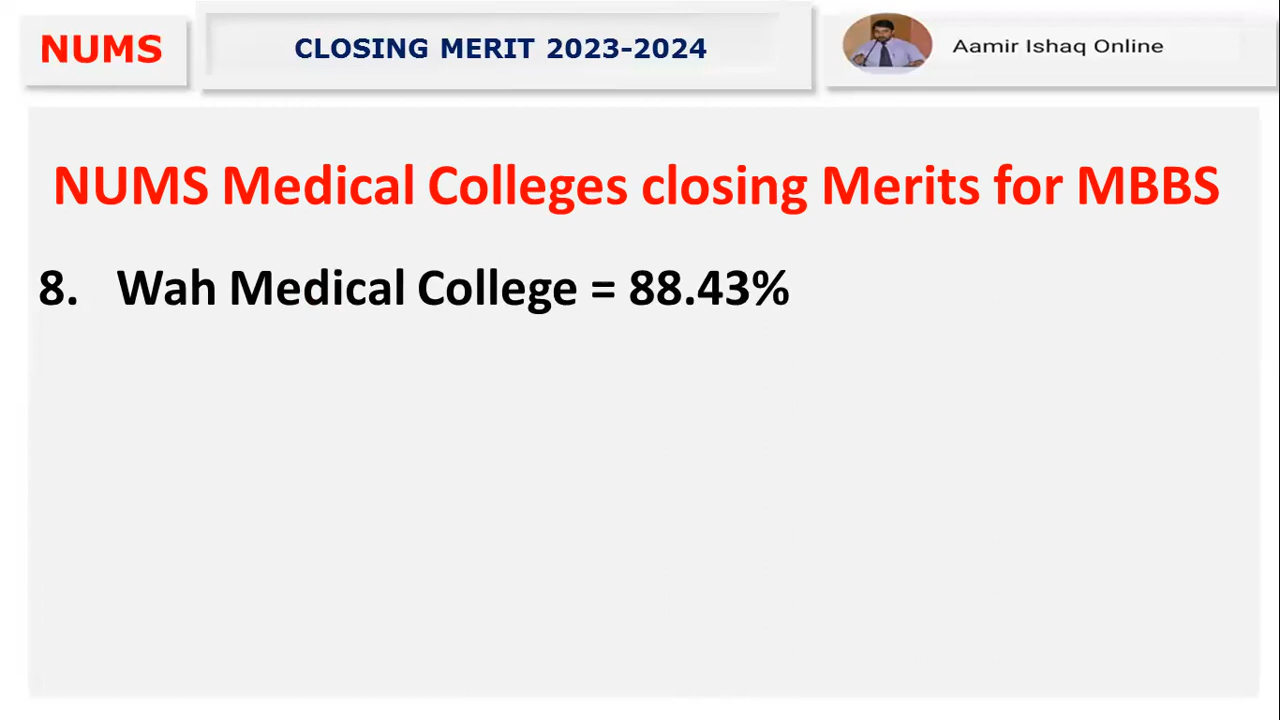 NUMS
CLOSING MERIT 2023-2024
Aamir Ishaq Online
NUMS Medical Colleges closing Merits for MBBS
8. Wah Medical College = 88.43%